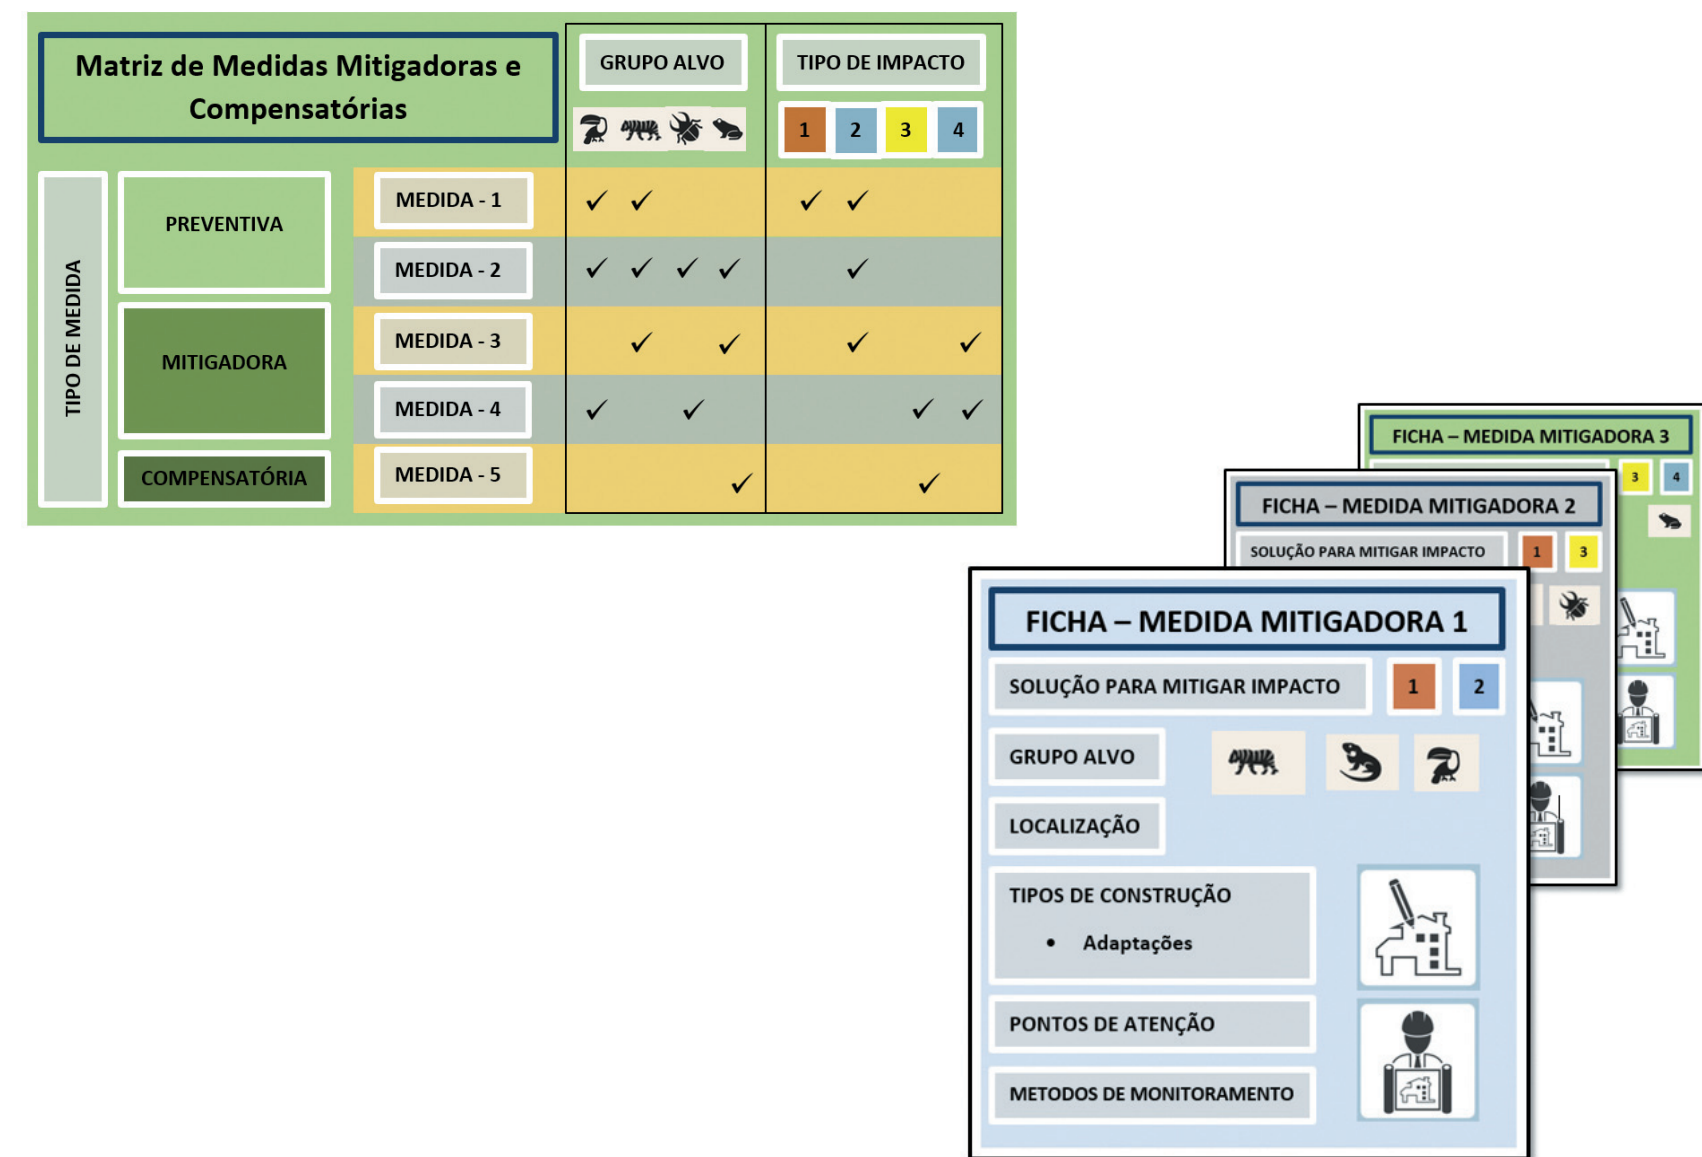 Matriz de Medidas Mitigadoras e
Compensatórias
GRUPO ALVO
TIPO DE IMPACTO
1 2 3 4
TIPO DE MEDIDA
PREVENTIVA
MEDIDA - 1
MEDIDA - 2
MITIGADORA
MEDIDA - 3
MEDIDA - 4
COMPENSATÓRIA
MEDIDA - 5
FICHA – MEDIDA MITIGADORA 3
3 4
FICHA – MEDIDA MITIGADORA 2
SOLUÇÃO PARA MITIGAR IMPACTO 1 3
FICHA – MEDIDA MITIGADORA 1
SOLUÇÃO PARA MITIGAR IMPACTO 1 2
GRUPO ALVO
LOCALIZAÇÃO
TIPOS DE CONSTRUÇÃO
• Adaptações
PONTOS DE ATENÇÃO
METODOS DE MONITORAMENTO